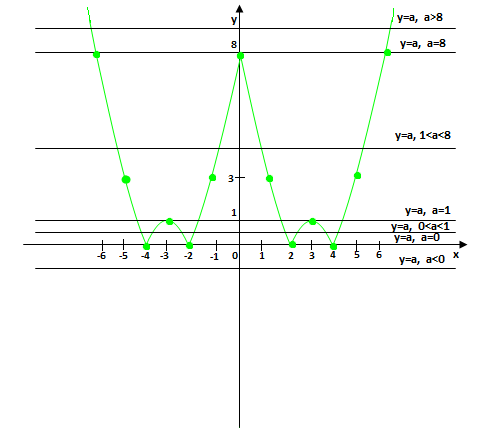 y=a, a>8
y
8
y=a, a=8
y=a, 1<a<8
3
1
y=a, a=1
y=a, 0<a<1
y=a, a=0
-6 -5 -4 -3 -2 -1 0 1 2 3 4 5 6 x
y=a, a<0